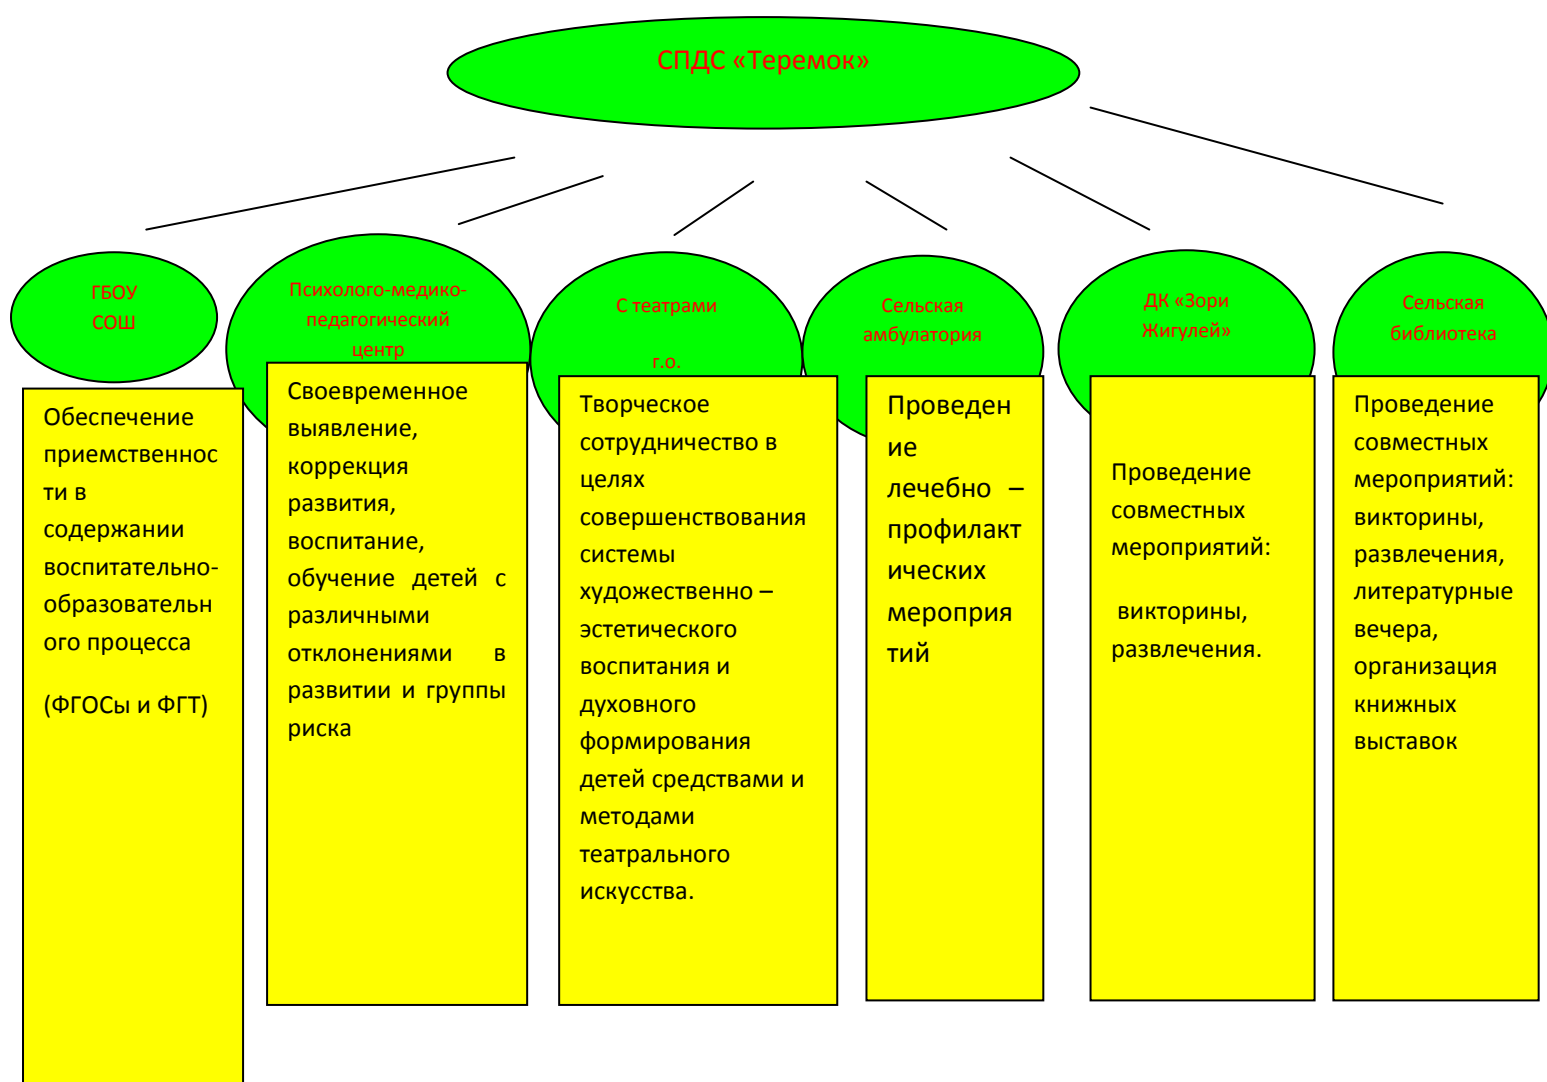 СПДС «Теремок»
ГБОУ
СОШ
Обеспечение
приемственнос
ти в
содержании
воспитательно-
образовательн
ого процесса
(ФГОСы и ФГТ)
Психолого-медико-
педагогический
центр
Своевременное
выявление,
коррекция
развития,
воспитание,
обучение детей с
различными
отклонениями в
развитии и группы
риска
С театрами
г.о.
Творческое
сотрудничество в
целях
совершенствования
системы
художественно –
эстетического
воспитания и
духовного
формирования
детей средствами и
методами
театрального
искусства.
Сельская
амбулатория
Проведен
ие
лечебно –
профилакт
ических
мероприя
тий
ДК «Зори
Жигулей»
Проведение
совместных
мероприятий:
викторины,
развлечения.
Сельская
библиотека
Проведение
совместных
мероприятий:
викторины,
развлечения,
литературные
вечера,
организация
книжных
выставок